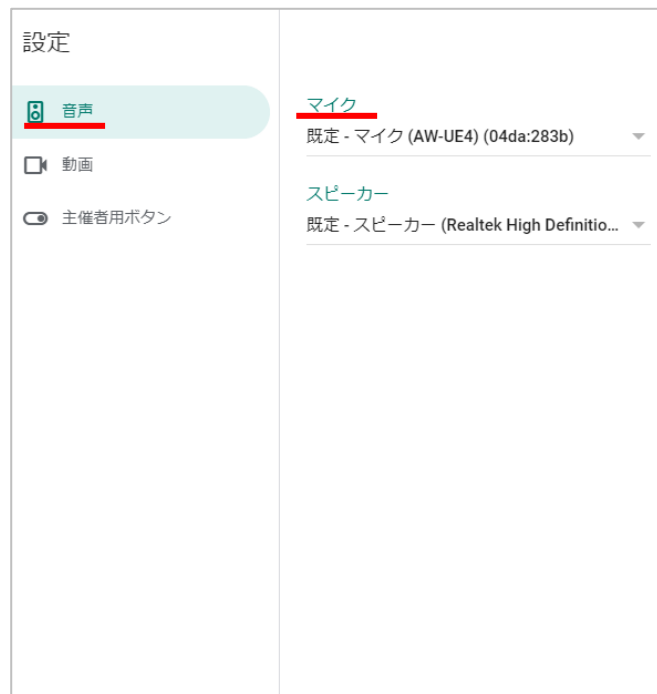 設定
音声
動画
主催者用ボタン
マイク
既定 - マイク (AW-UE4) (04da:283b)
スピーカー
既定 - スピーカー (Realtek High Definitio...